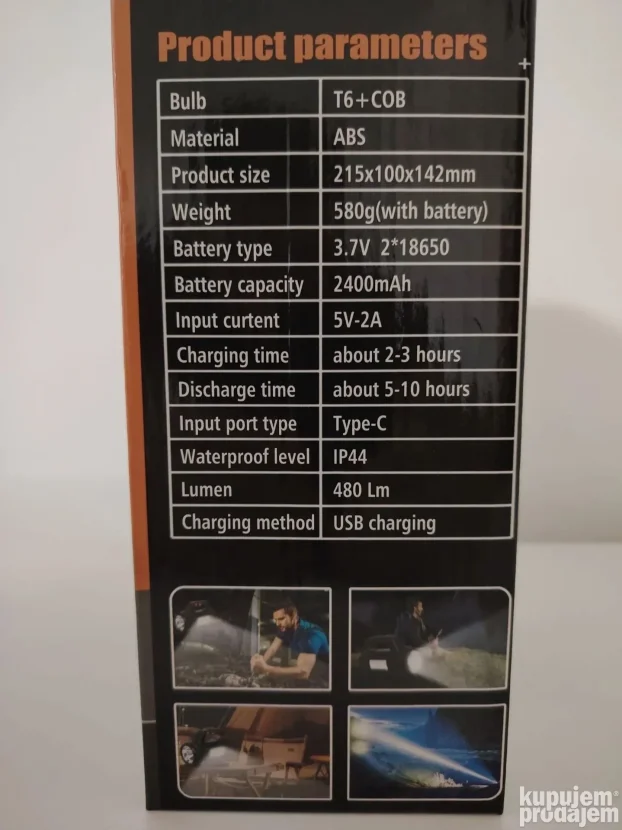 Product parameters
Bulb T6+COB
Material ABS
Product size 215x100x142mm
Weight 580g(with battery)
Battery type 3.7V 2*18650
Battery capacity 2400mAh
Input curtent 5V-2A
Charging time about 2-3 hours
Discharge time about 5-10 hours
Input port type Type-C
Waterproof level IP44
Lumen 480 Lm
Charging method USB charging
kupujem
prodajem